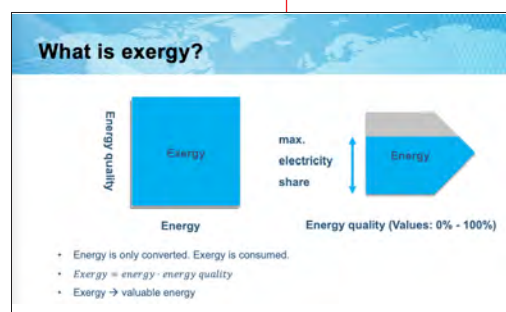 What is exergy?
Energy quality
Exergy
Energy
max.
electricity
share
Energy
Energy quality (Values: 0% - 100%)
• Energy is only converted. Exergy is consumed.
• Exergy = energy · energy quality
• Exergy → valuable energy